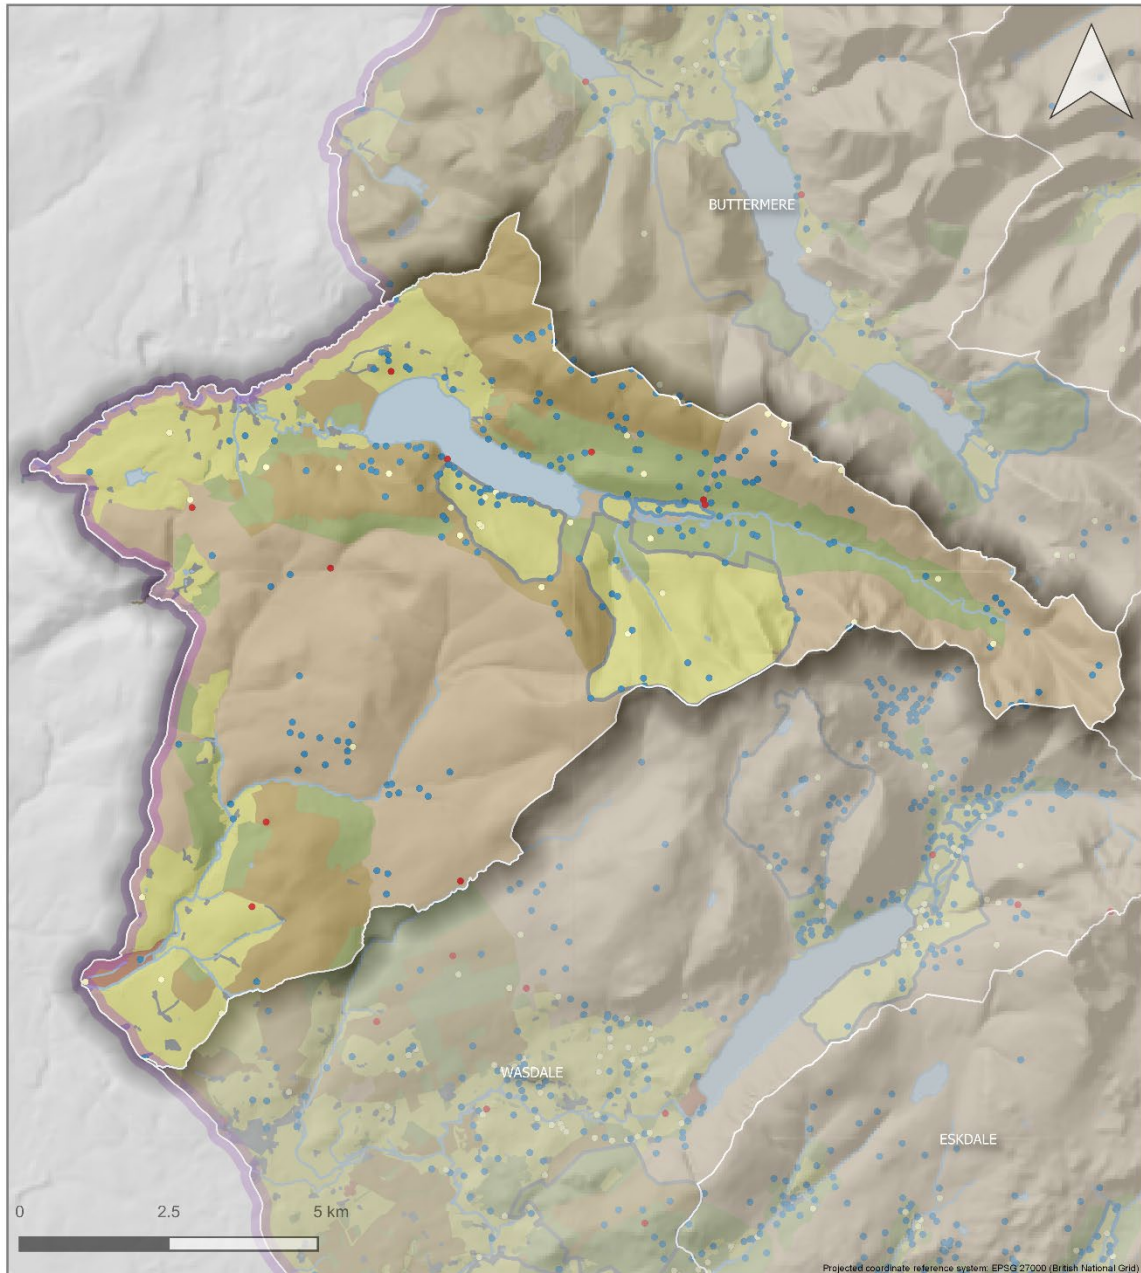 BUTTERMERE
WASDALE
ESKDALE
0 2.5 5 km
Projected coordinate reference system: EPSG 27000 (British National Grid)